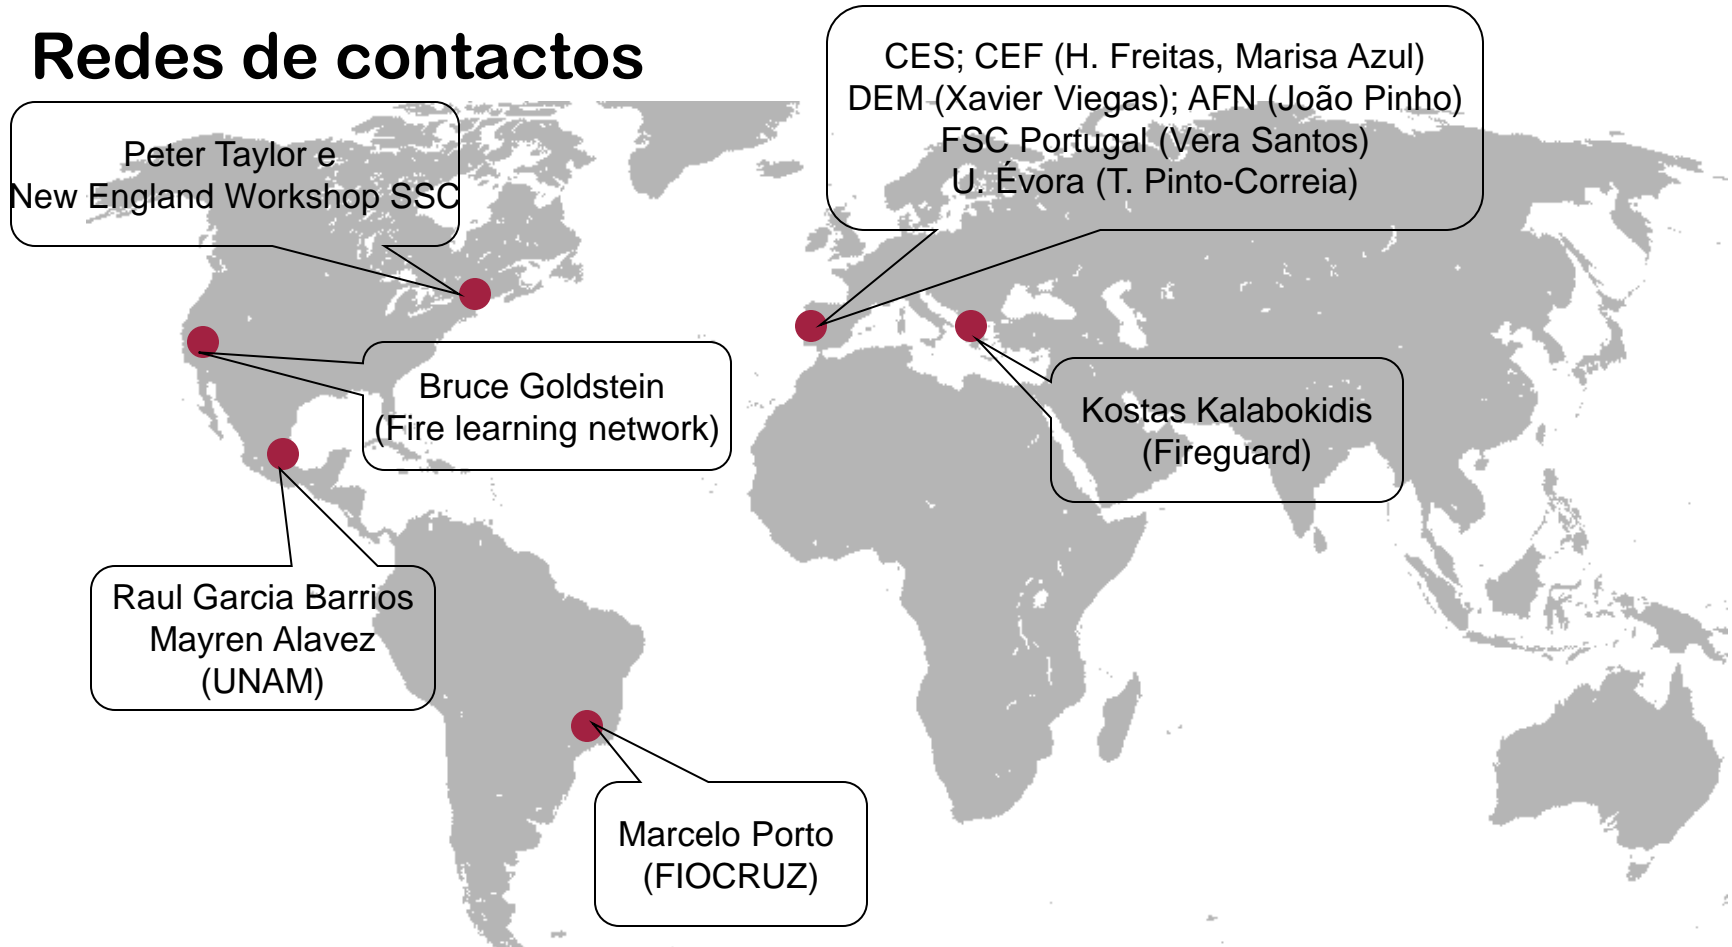 Redes de contactos
CES; CEF (H. Freitas, Marisa Azul)
DEM (Xavier Viegas); AFN (João Pinho)
FSC Portugal (Vera Santos)
U. Évora (T. Pinto-Correia)
Peter Taylor e
New England Workshop SSC
Bruce Goldstein
(Fire learning network)
Kostas Kalabokidis
(Fireguard)
Raul Garcia Barrios
Mayren Alavez
(UNAM)
Marcelo Porto
(FIOCRUZ)